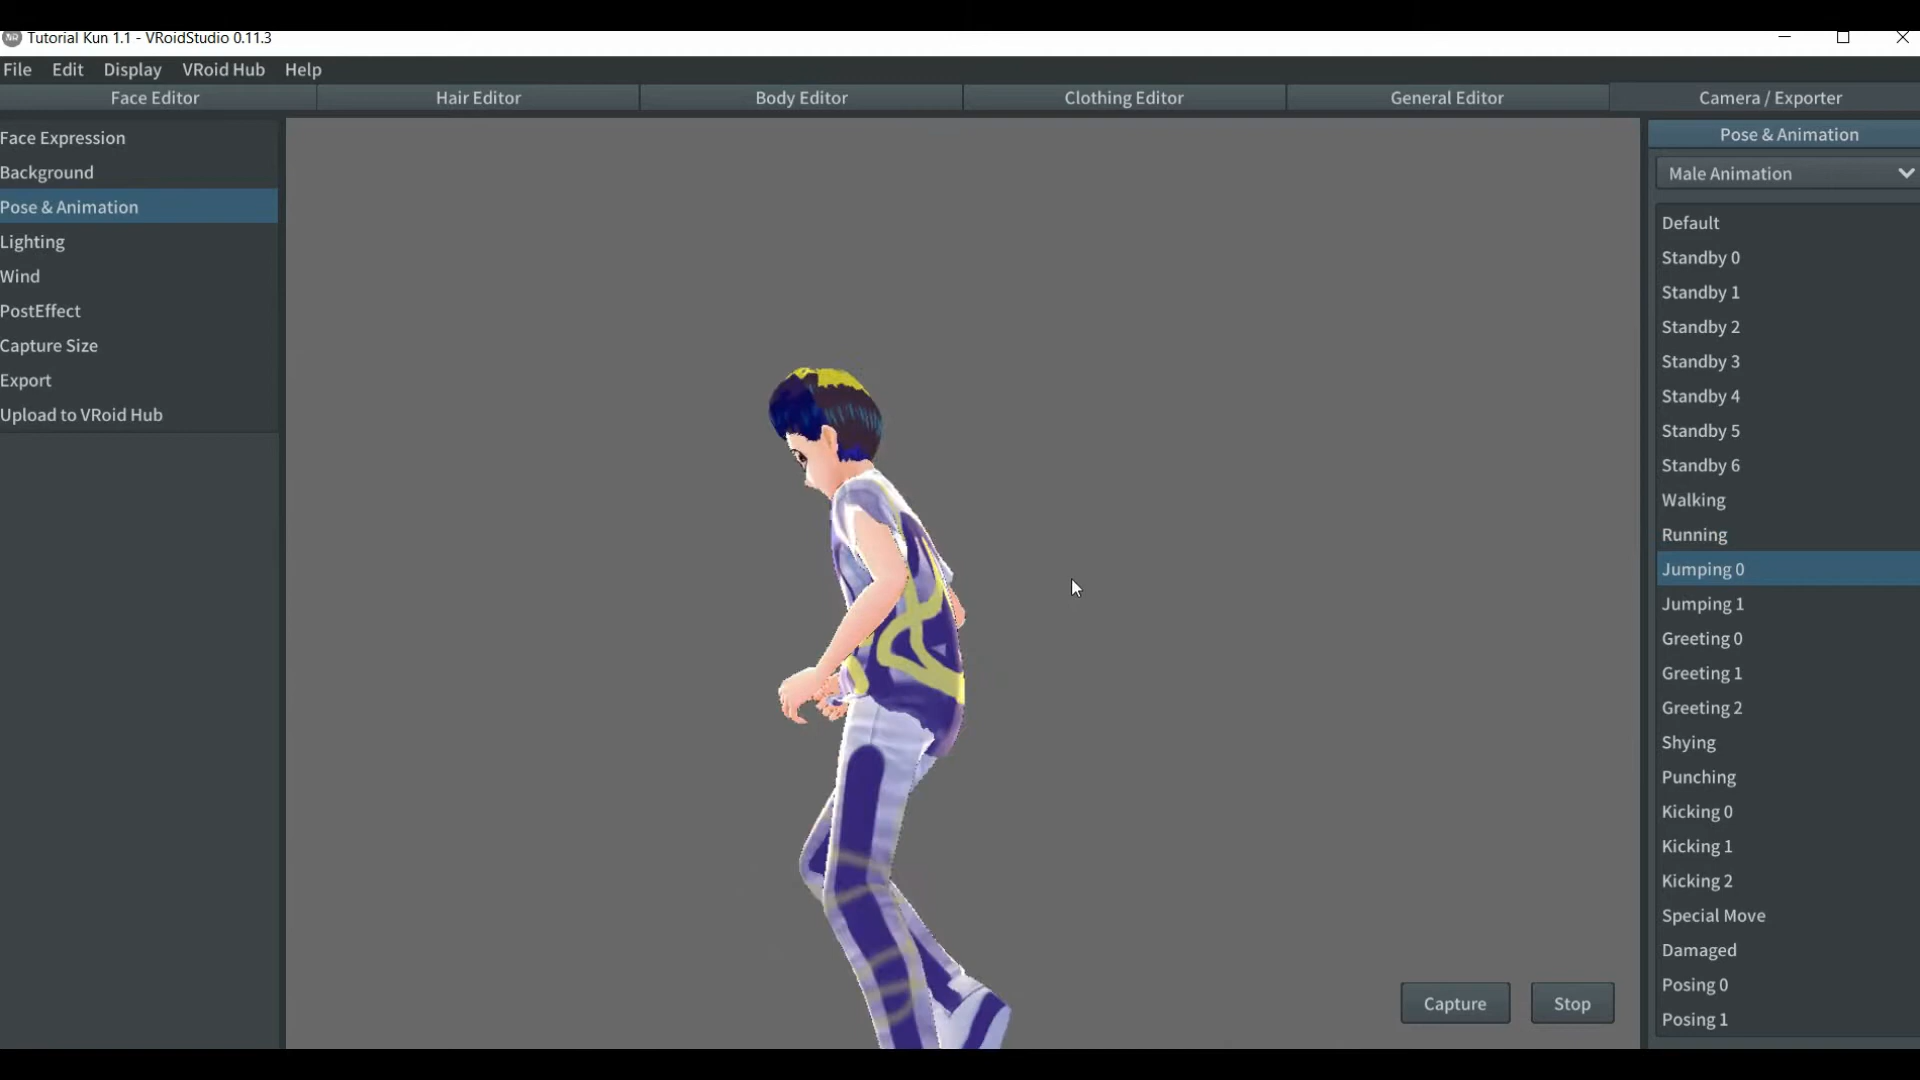 Tutorial Kun 1.1 - VRoidStudio 0.11.3
File Edit Display VRoid Hub Help
Face Editor Hair Editor Body Editor Clothing Editor General Editor Camera / Exporter
Face Expression
Background
Pose & Animation
Lighting
Wind
PostEffect
Capture Size
Export
Upload to VRoid Hub
Pose & Animation
Male Animation
Default
Standby 0
Standby 1
Standby 2
Standby 3
Standby 4
Standby 5
Standby 6
Walking
Running
Jumping 0
Jumping 1
Greeting 0
Greeting 1
Greeting 2
Shying
Punching
Kicking 0
Kicking 1
Kicking 2
Special Move
Damaged
Posing 0
Posing 1
Capture Stop